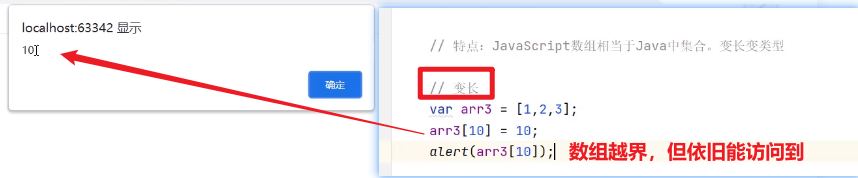 localhost:63342 显示
10
确定
// 特点：JavaScript数组相当于Java中集合。变长变类型
// 变长
var arr3 = [1,2,3];
arr3[10] = 10;
alert(arr3[10]); 数组越界，但依旧能访问到